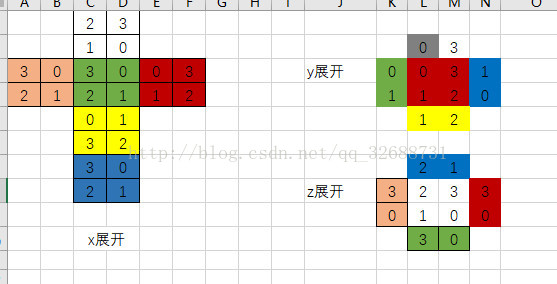 A B C D E F G H I J K L M N O
2 3
1 0 0 3
3 0 3 0 0 3 y展开 0 0 3 1
2 1 2 1 1 2 1 1 2 0
0 1 1 2
3 2
http://blog.csdn.net/qq_32688731
3 0 2 1
2 1 z展开 3 2 3 3
0 1 0 0
x展开 3 0